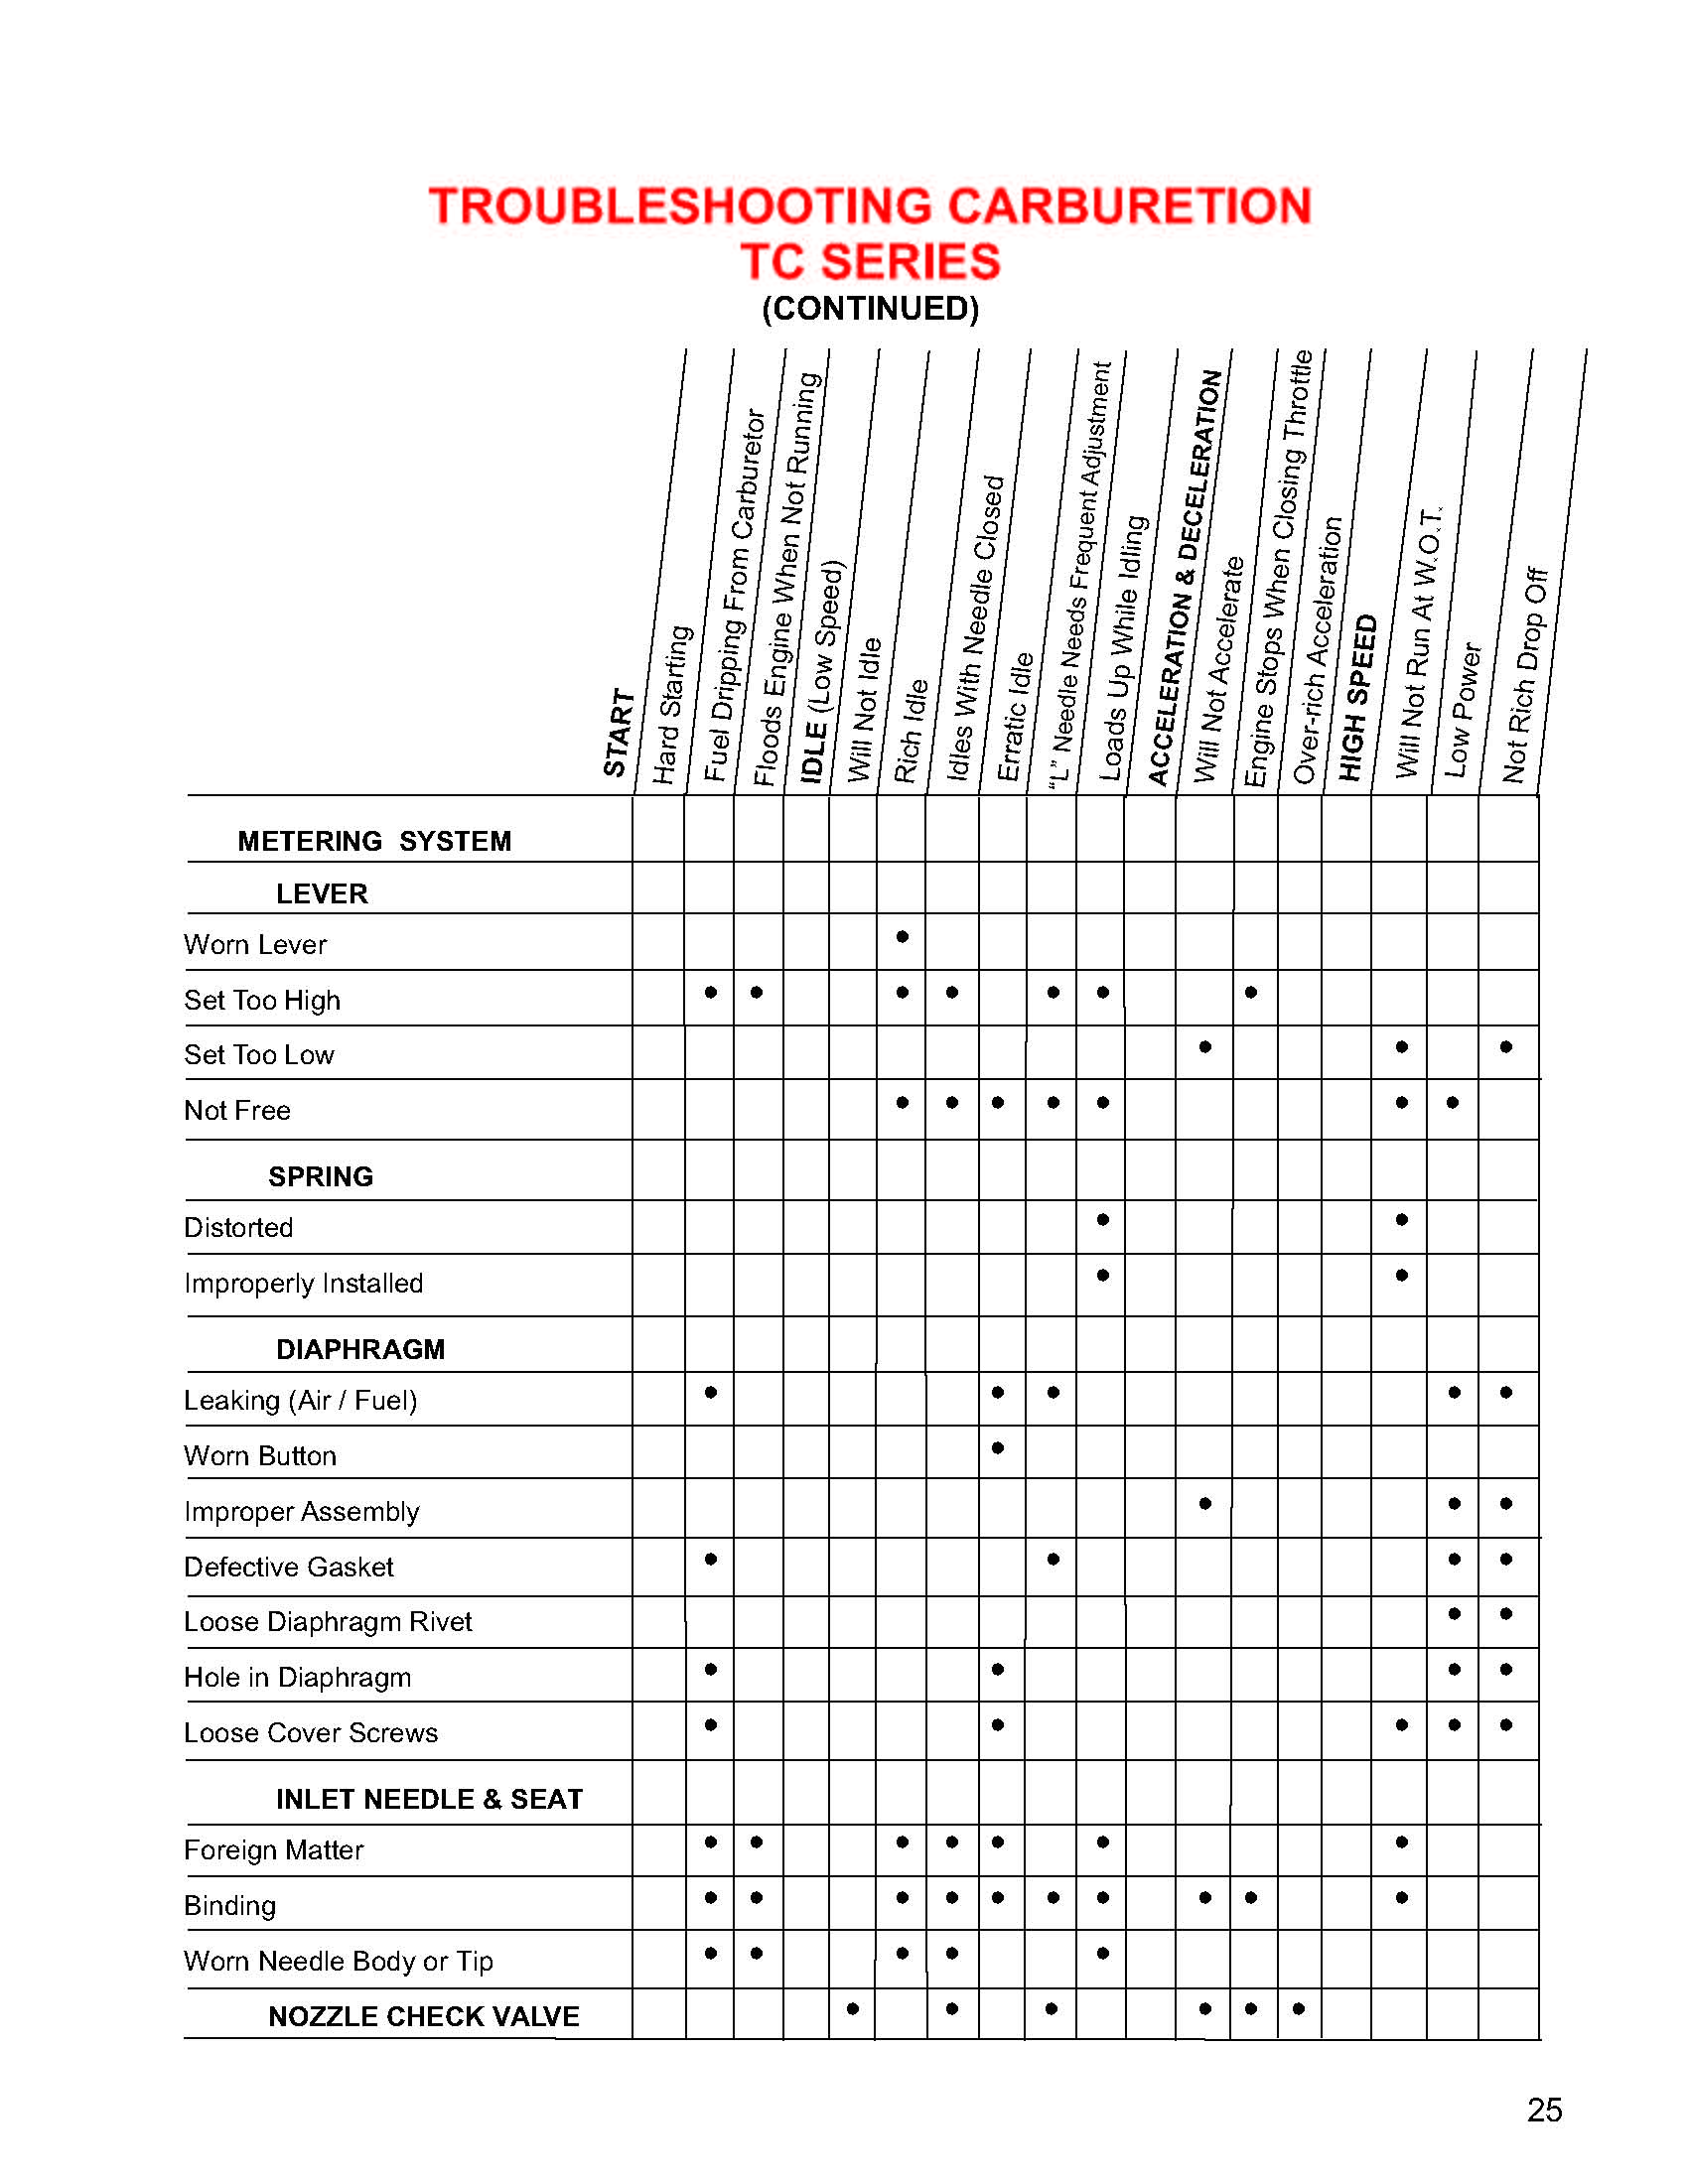 TROUBLESHOOTING CARBURETION
TC SERIES
(CONTINUED)
START
Hard Starting
Fuel Dripping From Carburetor
Floods Engine When Not Running
IDLE (Low Speed)
Will Not Idle
Rich Idle
Idles With Needle Closed
Erratic Idle
“L” Needle Needs Frequent Adjustment
Loads Up While Idling
ACCELERATION & DECELERATION
Will Not Accelerate
Engine Stops When Closing Throttle
Over-rich Acceleration
HIGH SPEED
Will Not Run At W.O.T.
Low Power
Not Rich Drop Off
METERING SYSTEM
LEVER
Worn Lever
Set Too High
Set Too Low
Not Free
SPRING
Distorted
Improperly Installed
DIAPHRAGM
Leaking (Air / Fuel)
Worn Button
Improper Assembly
Defective Gasket
Loose Diaphragm Rivet
Hole in Diaphragm
Loose Cover Screws
INLET NEEDLE & SEAT
Foreign Matter
Binding
Worn Needle Body or Tip
NOZZLE CHECK VALVE
25